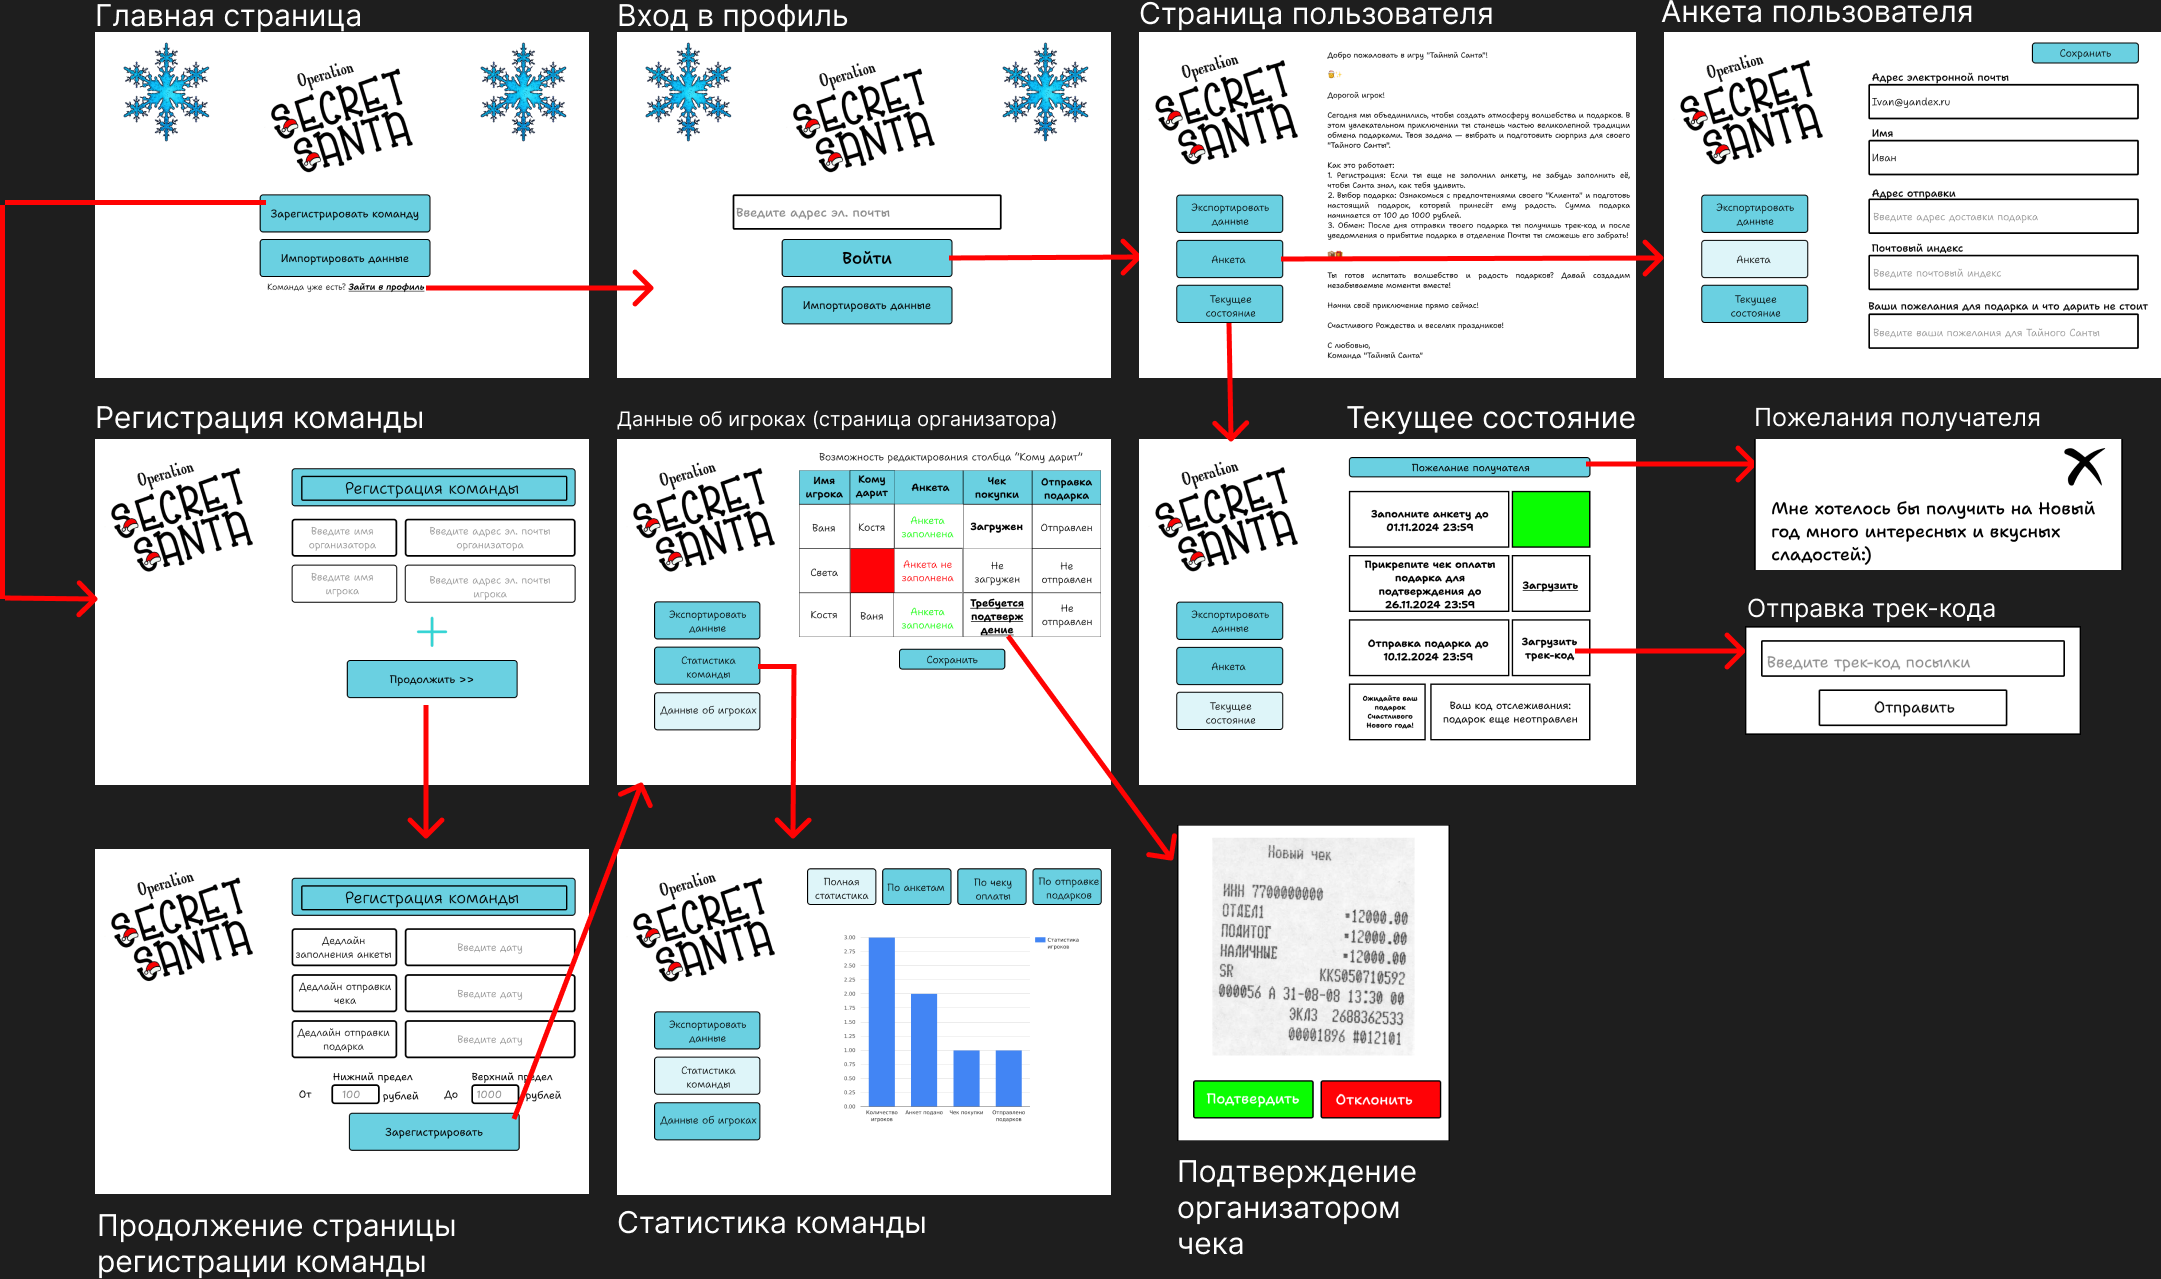 Главная страница
Operation
SECRET
SANTA
Зарегистрировать команду
Импортировать данные
Команда уже есть? Зайти в профиль
Вход в профиль
Operation
SECRET
SANTA
Введите адрес эл. почты
Войти
Импортировать данные
Страница пользователя
Operation
SECRET
SANTA
Экспортировать
данные
Анкета
Текущее
состояние
Добро пожаловать в игру "Тайный Санта"!
Дорогой игрок!
Сегодня мы объединились, чтобы создать атмосферу волшебства и подарков. В
этом увлекательном приключении ты станешь частью великолепной традиции
обмена подарками. Твоя задача — выбрать и подготовить сюрприз для своего
"Тайного Санты".
Как это работает:
1. Регистрация: Если ты еще не заполнил анкету, не забудь заполнить её,
чтобы Санта знал, как тебя удивить.
2. Выбор подарка: Ознакомься с предпочтениями своего "Клиента" и подготовь
настоящий подарок, который принесёт ему радость. Сумма подарка
начинается от 100 до 1000 рублей.
3. Обмен: После дня отправки твоего подарка ты получишь трек-код и после
уведомления о прибытие подарка в отделение Почты ты сможешь его забрать!
Ты готов испытать волшебство и радость подарков? Давай создадим
незабываемые моменты вместе!
Начни своё приключение прямо сейчас!
Счастливого Рождества и веселых праздников!
С любовью,
Команда "Тайный Санта"
Анкета пользователя
Operation
SECRET
SANTA
Экспортировать
данные
Анкета
Текущее
состояние
Сохранить
Адрес электронной почты
Ivan@yandex.ru
Имя
Иван
Адрес отправки
Введите адрес доставки подарка
Почтовый индекс
Введите почтовый индекс
Ваши пожелания для подарка и что дарить не стоит
Введите ваши пожелания для Тайного Санты
Регистрация команды
Operation
SECRET
SANTA
Регистрация команды
Введите имя
организатора
Введите адрес эл. почты
организатора
Введите имя
игрока
Введите адрес эл. почты
игрока
Продолжить >>
Данные об игроках (страница организатора)
Operation
SECRET
SANTA
Экспортировать
данные
Статистика
команды
Данные об игроках
Возможность редактирования столбца "Кому дарит"
Имя
игрока
Кому
дарит
Анкета
Чек
покупки
Отправка
подарка
Ваня
Костя
Анкета
заполнена
Загружен
Отправлен
Света
Анкета не
заполнена
Не
загружен
Не
отправлен
Костя
Ваня
Анкета
заполнена
Требуется
подтверж
дение
Не
отправлен
Сохранить
Текущее состояние
Operation
SECRET
SANTA
Экспортировать
данные
Анкета
Текущее
состояние
Пожелание получателя
Заполните анкету до
01.11.2024 23:59
Прикрепите чек оплаты
подарка для
подтверждения до
26.11.2024 23:59
Загрузить
Отправка подарка до
10.12.2024 23:59
Загрузить
трек-код
Ожидайте ваш
подарок
Счастливого
Нового года!
Ваш код отслеживания:
подарок еще неотправлен
Пожелания получателя
Мне хотелось бы получить на Новый
год много интересных и вкусных
сладостей:)
Отправка трек-кода
Введите трек-код посылки
Отправить
Operation
SECRET
SANTA
Регистрация команды
Дедлайн
заполнения анкеты
Введите дату
Дедлайн отправки
чека
Введите дату
Дедлайн отправки
подарка
Введите дату
Нижний предел
Верхний предел
От
100
рублей
До
1000
рублей
Зарегистрировать
Продолжение страницы
регистрации команды
Operation
SECRET
SANTA
Экспортировать
данные
Статистика
команды
Данные об игроках
Полная
статистика
По анкетам
По чеку
оплаты
По отправке
подарков
3.00
2.75
2.50
2.25
2.00
1.75
1.50
1.25
1.00
0.75
0.50
0.25
0.00
Количество
игроков
Анкет подано
Чек покупки
Отправлено
подарков
Статистика
игроков
Статистика команды
Новый чек
ИНН 7700000000
ОТДЕЛ1 =12000.00
ПОДИТОГ =12000.00
НАЛИЧНЫЕ =12000.00
SR KKS050710592
000056 A 31-08-08 13:30 00
ЭКЛЗ 2688362533
00001896 #012101
Подтвердить
Отклонить
Подтверждение
организатором
чека